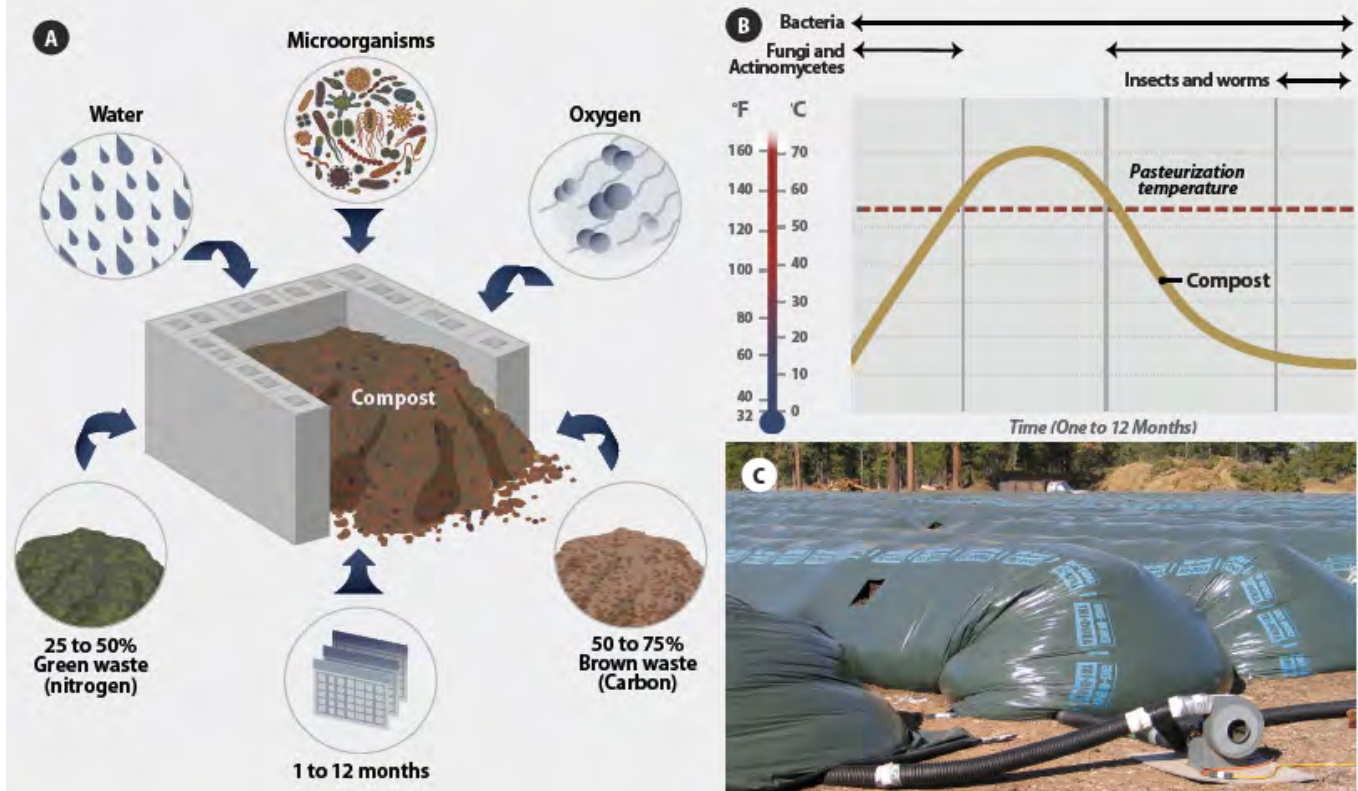 A
Microorganisms
Water
Oxygen
Compost
25 to 50%
Green waste
(nitrogen)
50 to 75%
Brown waste
(Carbon)
1 to 12 months
B
Bacteria
Fungi and
Actinomycetes
Insects and worms
°F
°C
160
70
140
60
120
50
100
40
80
30
60
20
40
10
32
0
Pasteurization
temperature
Compost
Time (One to 12 Months)
C